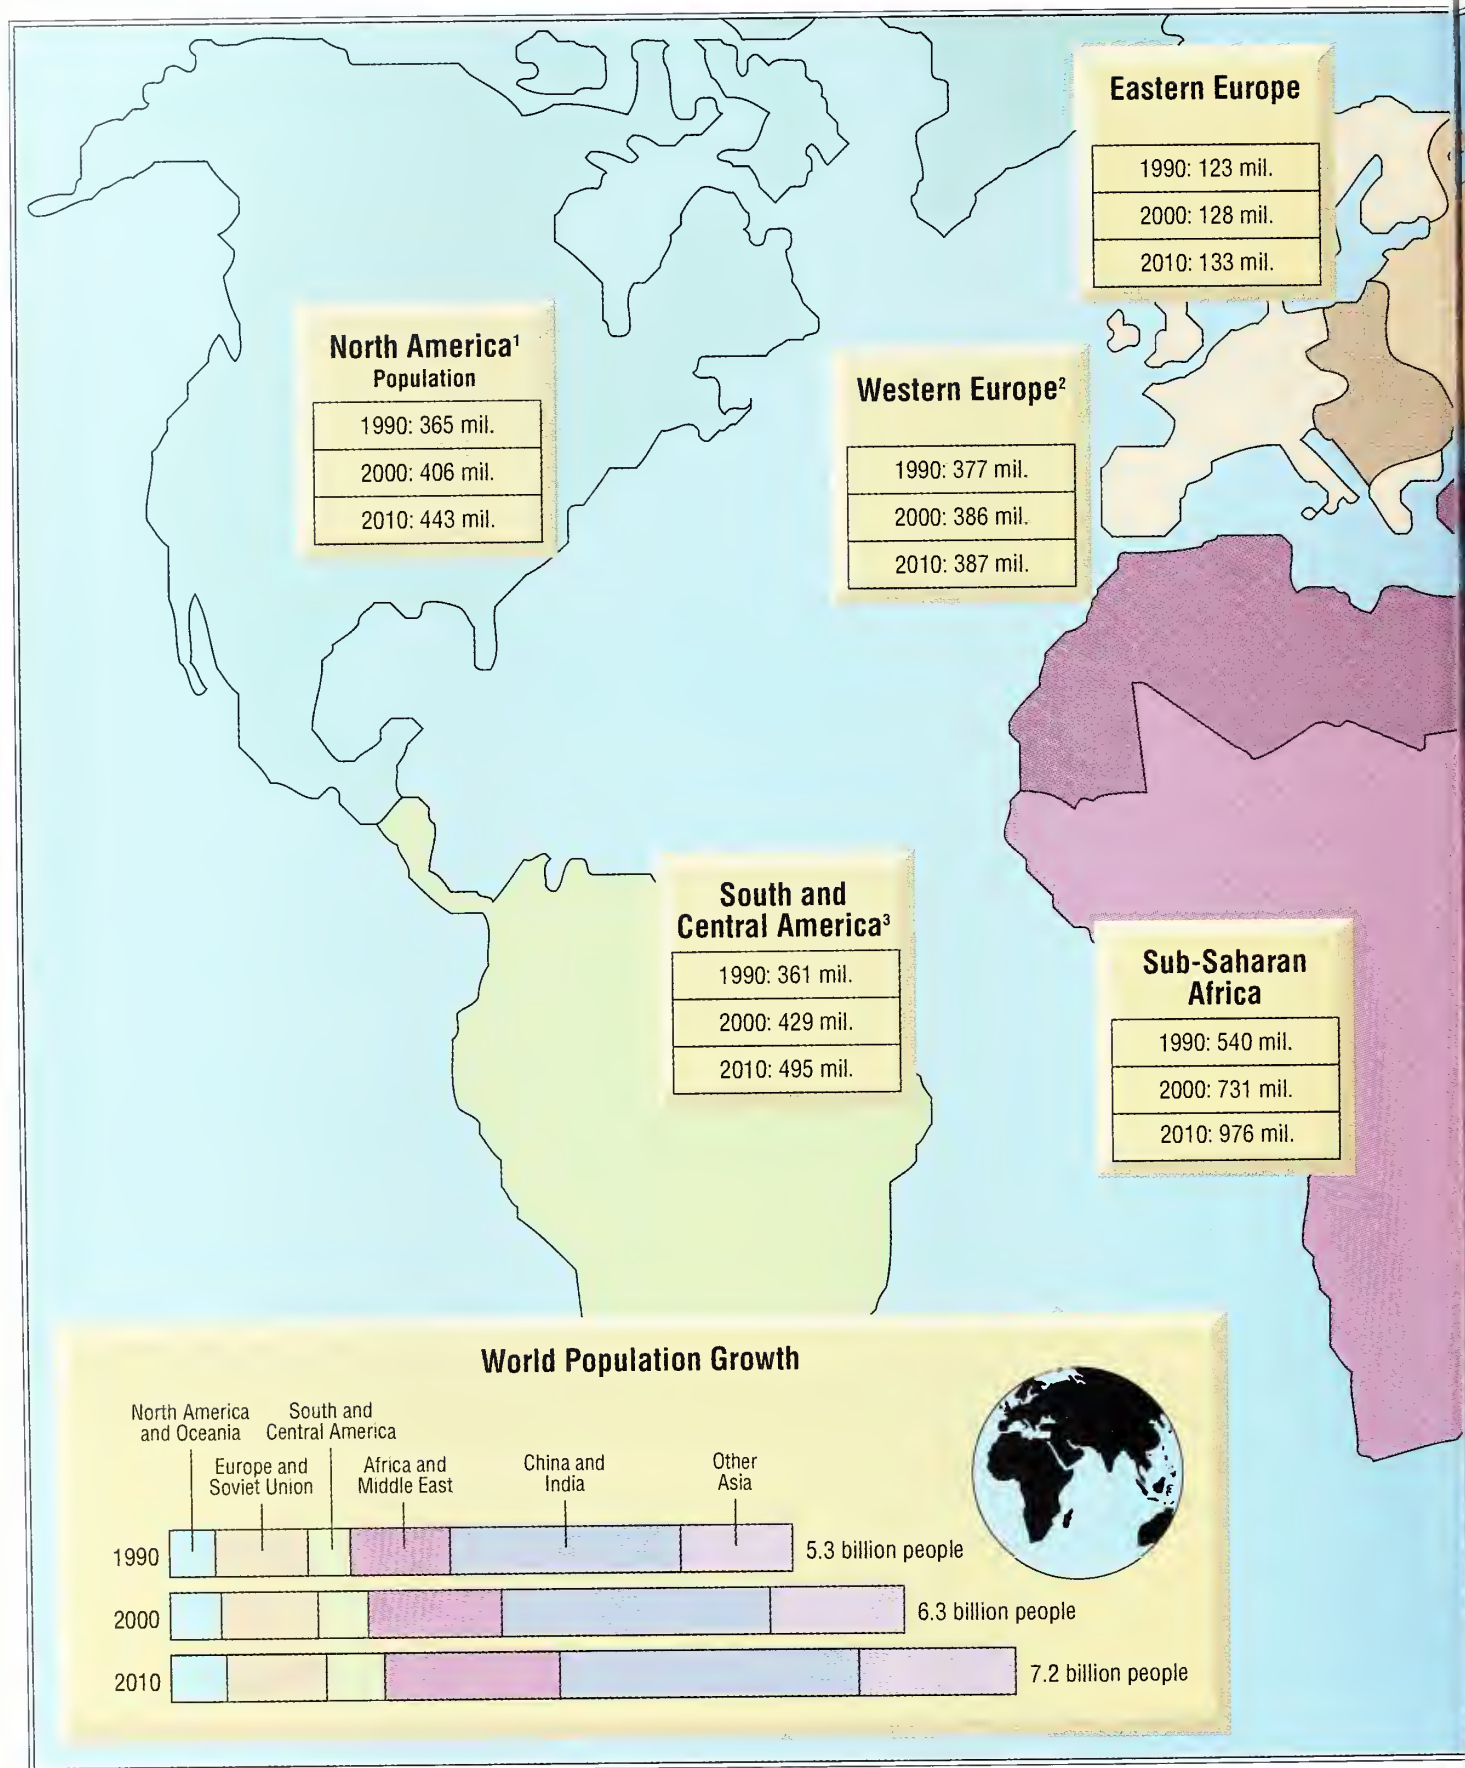 Eastern Europe
1990: 123 mil.
2000: 128 mil.
2010: 133 mil.
North America¹
Population
1990: 365 mil.
2000: 406 mil.
2010: 443 mil.
Western Europe²
1990: 377 mil.
2000: 386 mil.
2010: 387 mil.
South and
Central America³
1990: 361 mil.
2000: 429 mil.
2010: 495 mil.
Sub-Saharan
Africa
1990: 540 mil.
2000: 731 mil.
2010: 976 mil.
World Population Growth
North America
and Oceania
South and
Central America
Europe and
Soviet Union
Africa and
Middle East
China and
India
Other
Asia
1990
5.3 billion people
2000
6.3 billion people
2010
7.2 billion people